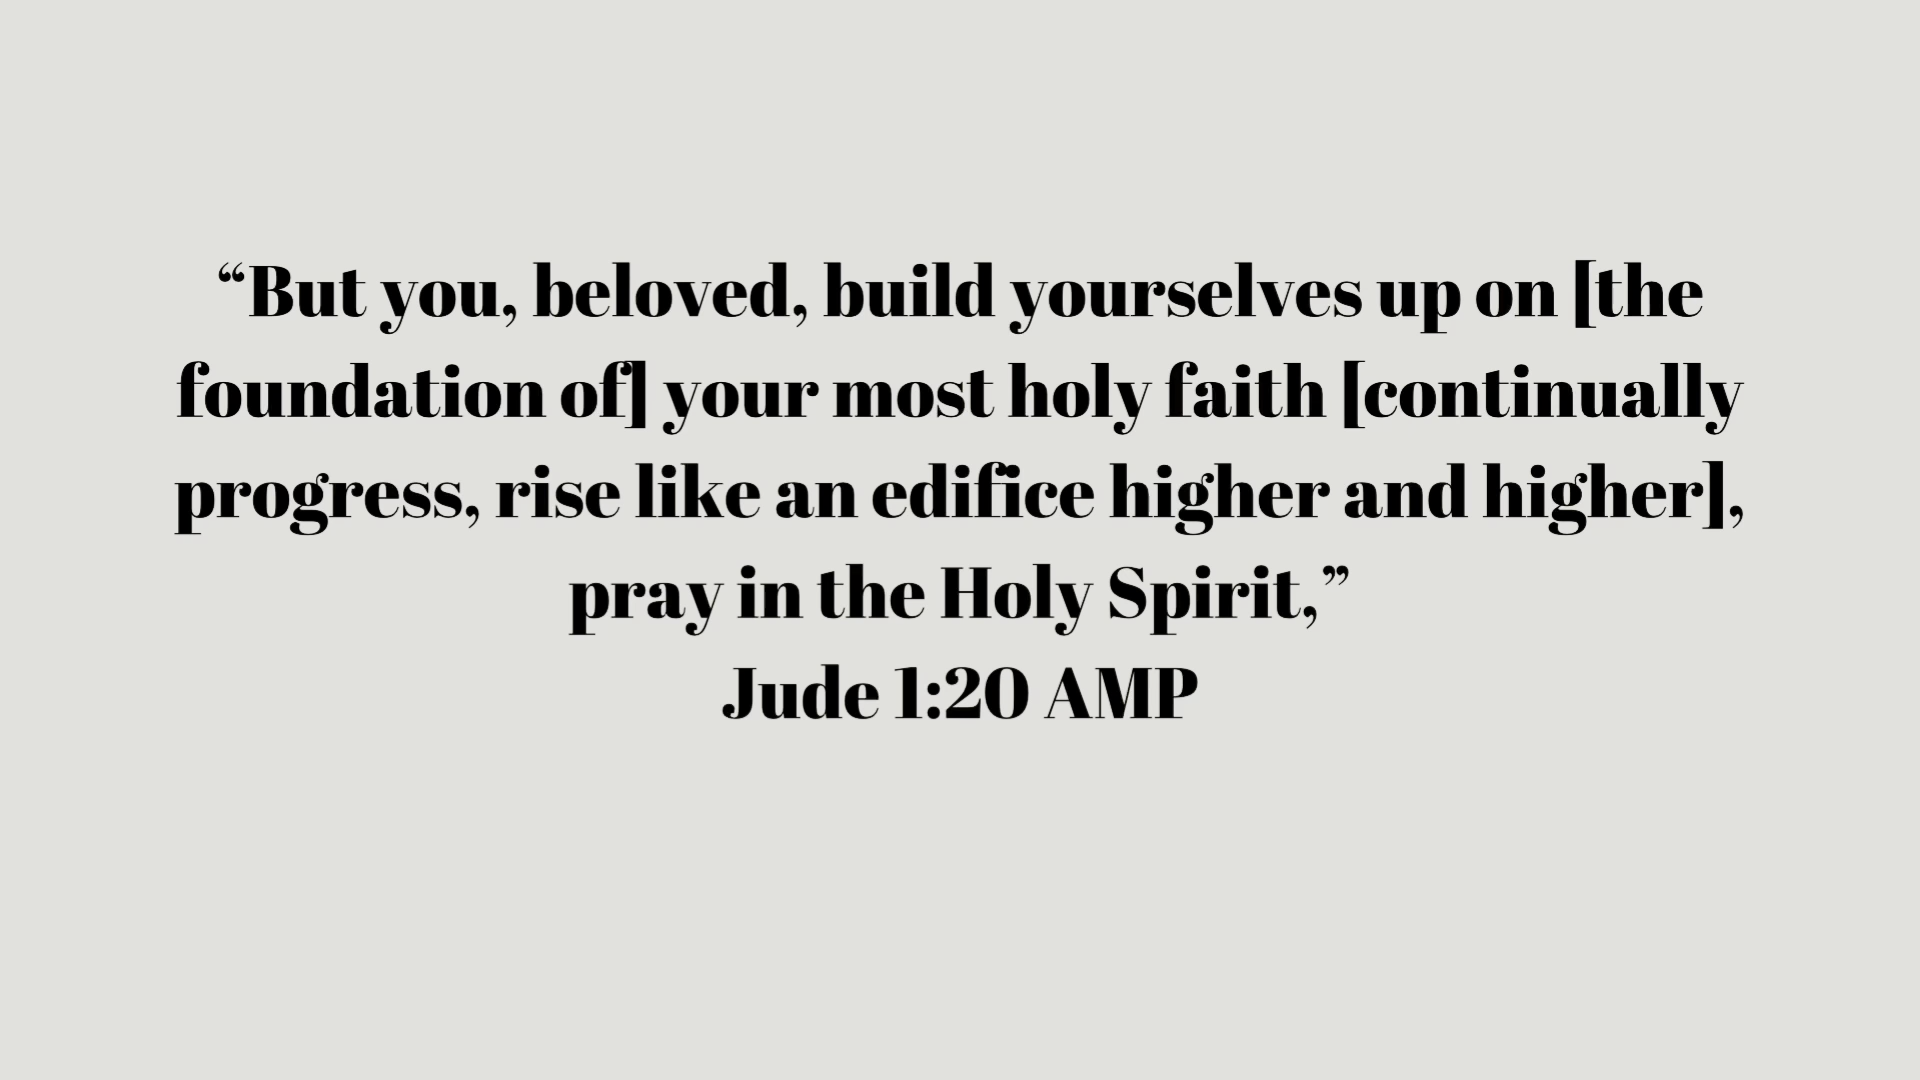 “But you, beloved, build yourselves up on [the
foundation of] your most holy faith [continually
progress, rise like an edifice higher and higher],
pray in the Holy Spirit,”
Jude 1:20 AMP